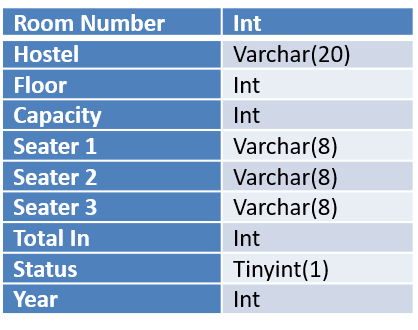 Room Number Int
Hostel Varchar(20)
Floor Int
Capacity Int
Seater 1 Varchar(8)
Seater 2 Varchar(8)
Seater 3 Varchar(8)
Total In Int
Status Tinyint(1)
Year Int